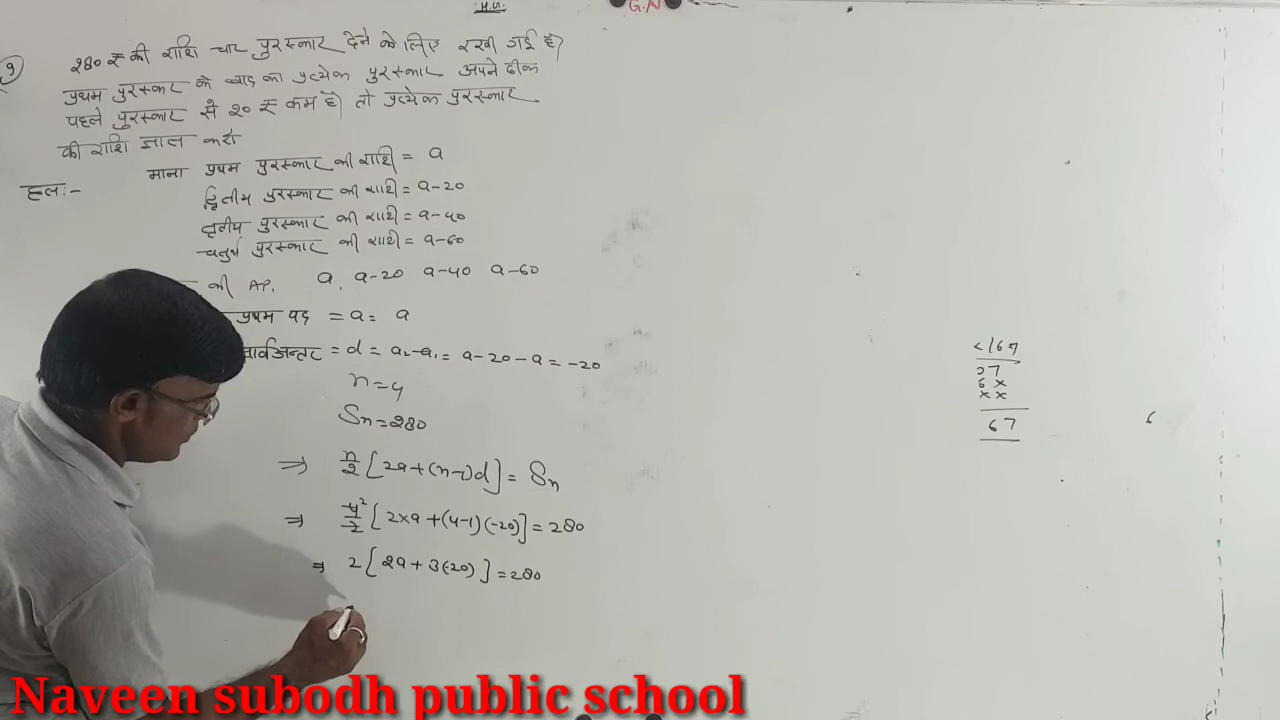 G.N
9
280 ₹ की राशि चार पुरस्कार देने के लिए रखी गई है।
प्रथम पुरस्कार के बाद का प्रत्येक पुरस्कार अपने ठीक
पहले पुरस्कार से 20 ₹ कम है। तो प्रत्येक पुरस्कार
की राशि ज्ञात करो
हल:- माना प्रथम पुरस्कार की राशि = a
द्वितीय पुरस्कार की राशि = a-20
तृतीय पुरस्कार की राशि = a-40
चतुर्थ पुरस्कार की राशि = a-60
की AP. a, a-20 a-40 a-60
प्रथम पद = a = a
सार्वअन्तर = d = a₂-a₁ = a-20-a = -20
n=4
Sn=280
⇒ n/2 [2a+(n-1)d] = Sn
⇒ 4²/2 [2×a+(4-1)(-20)] = 280
⇒ 2[2a+3(-20)] = 280
67
Naveen subodh public school